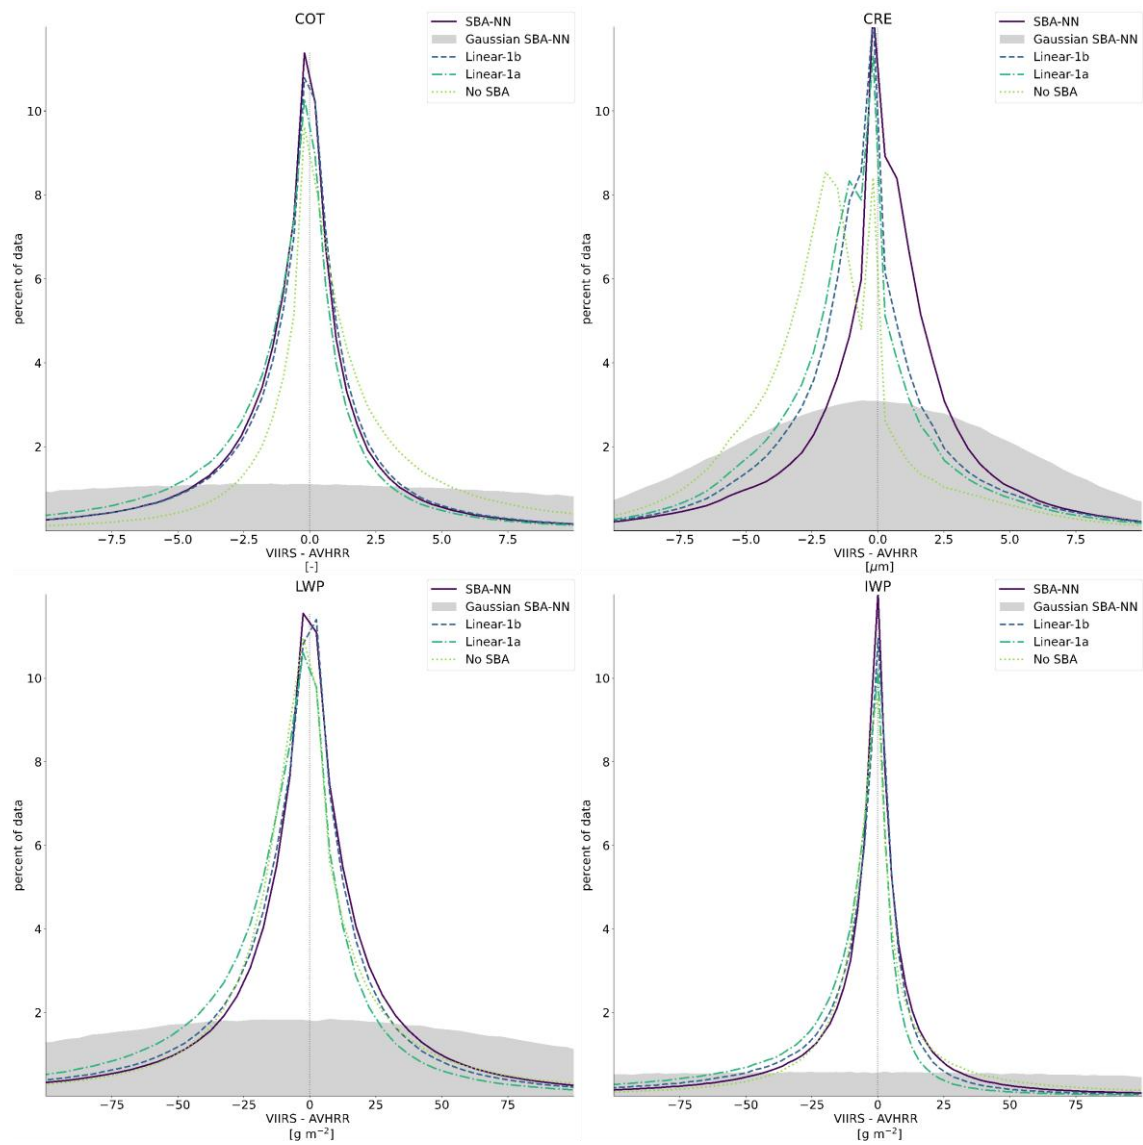 COT
SBA-NN
Gaussian SBA-NN
Linear-1b
Linear-1a
No SBA
percent of data
10
8
6
4
2
−7.5 −5.0 −2.5 0.0 2.5 5.0 7.5
VIIRS - AVHRR
[-]
CRE
SBA-NN
Gaussian SBA-NN
Linear-1b
Linear-1a
No SBA
percent of data
10
8
6
4
2
−7.5 −5.0 −2.5 0.0 2.5 5.0 7.5
VIIRS - AVHRR
[μm]
LWP
SBA-NN
Gaussian SBA-NN
Linear-1b
Linear-1a
No SBA
percent of data
10
8
6
4
2
−75 −50 −25 0 25 50 75
VIIRS - AVHRR
[g m⁻²]
IWP
SBA-NN
Gaussian SBA-NN
Linear-1b
Linear-1a
No SBA
percent of data
10
8
6
4
2
−75 −50 −25 0 25 50 75
VIIRS - AVHRR
[g m⁻²]